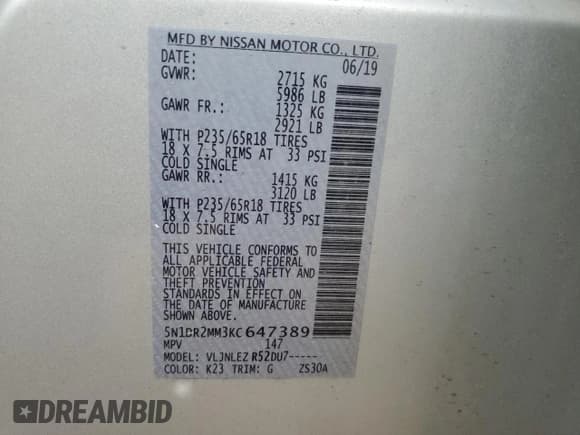 MFD BY NISSAN MOTOR CO., LTD.
DATE: 06/19
GVWR: 2715 KG
5986 LB
GAWR FR.: 1325 KG
2921 LB
WITH P235/65R18 TIRES
18 X 7.5 RIMS AT 33 PSI
COLD SINGLE
GAWR RR.: 1415 KG
3120 LB
WITH P235/65R18 TIRES
18 X 7.5 RIMS AT 33 PSI
COLD SINGLE
THIS VEHICLE CONFORMS TO
ALL APPLICABLE FEDERAL
MOTOR VEHICLE SAFETY AND
THEFT PREVENTION
STANDARDS IN EFFECT ON
THE DATE OF MANUFACTURE
SHOWN ABOVE.
5N1DR2MM3KC647389
MPV 147
MODEL: VLJNLEZ R52DU7-----
COLOR: K23 TRIM: G ZS30A
DREAMBID